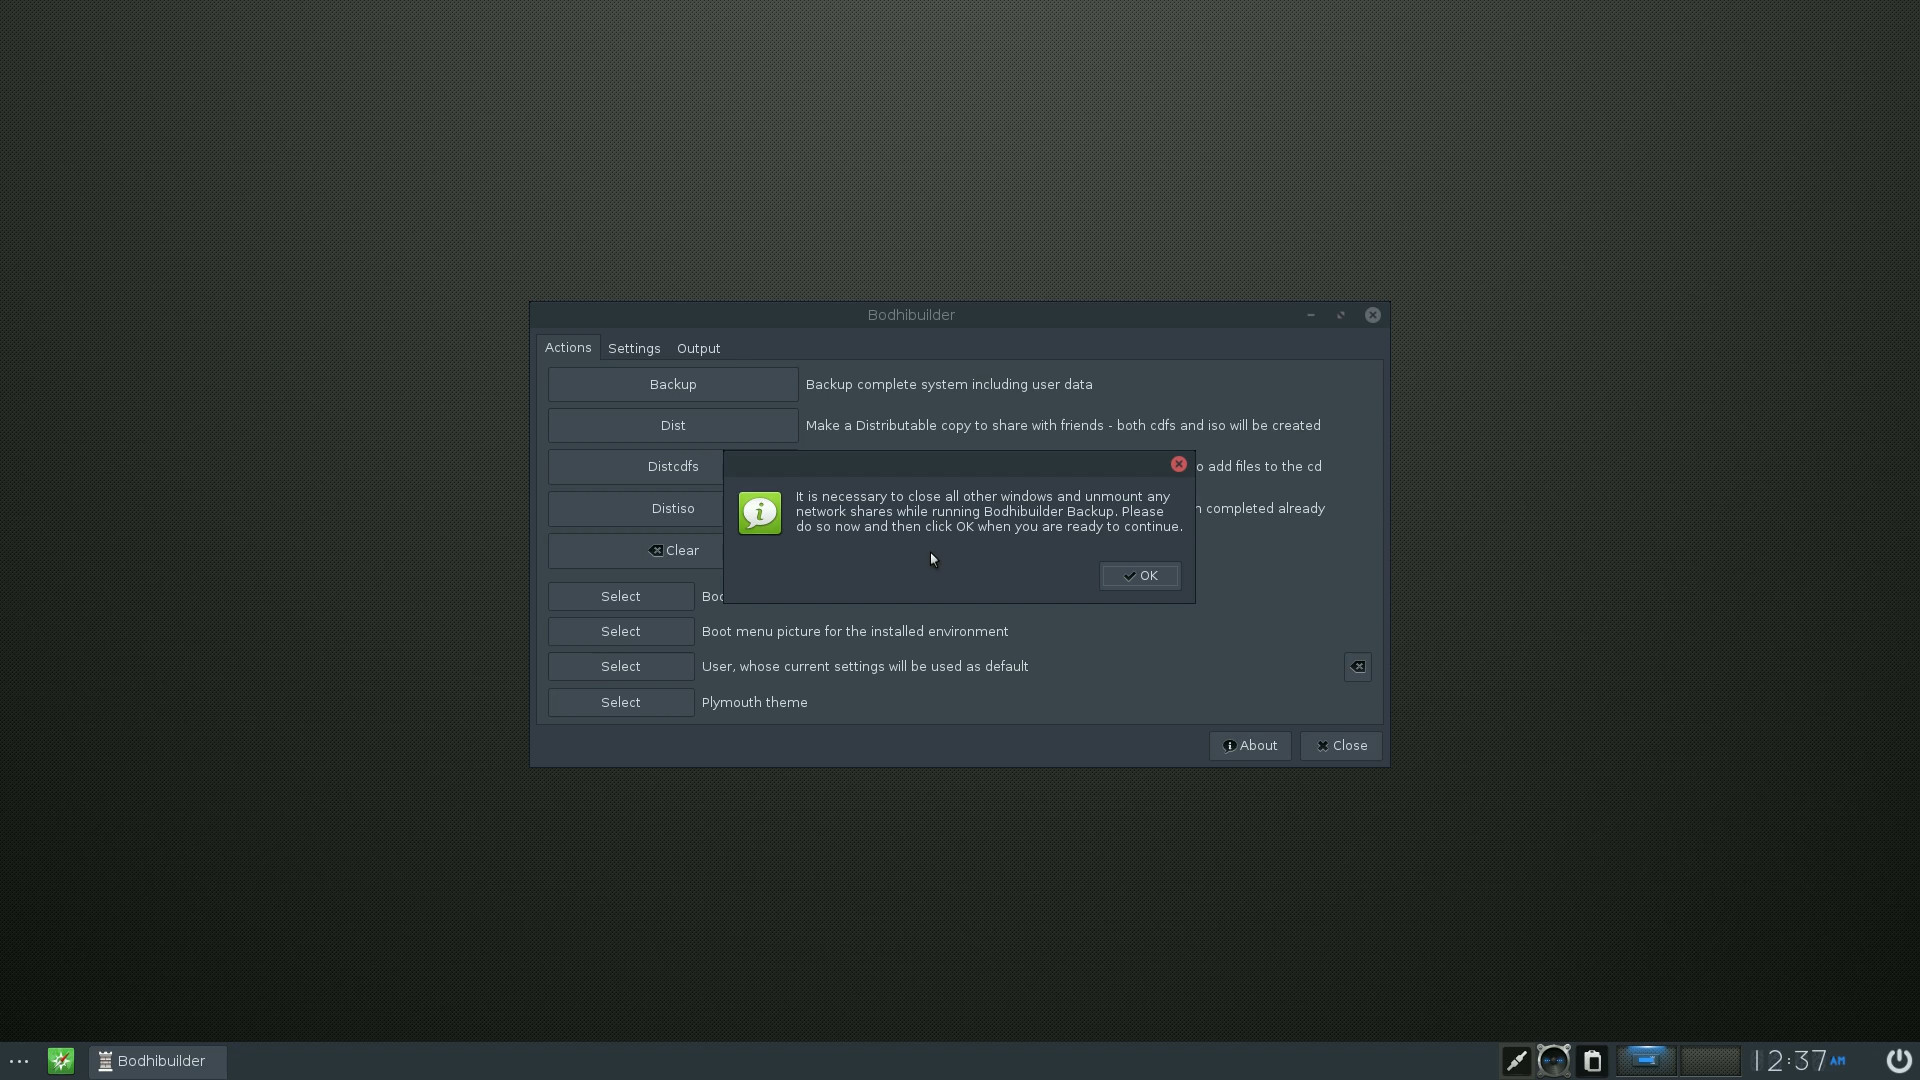 Bodhibuilder
Actions Settings Output
Backup Backup complete system including user data
Dist Make a Distributable copy to share with friends - both cdfs and iso will be created
Distcdfs add files to the cd
Distiso completed already
Clear
It is necessary to close all other windows and unmount any
network shares while running Bodhibuilder Backup. Please
do so now and then click OK when you are ready to continue.
OK
Select
Select Boot menu picture for the installed environment
Select User, whose current settings will be used as default
Select Plymouth theme
About Close
Bodhibuilder
12:37 AM